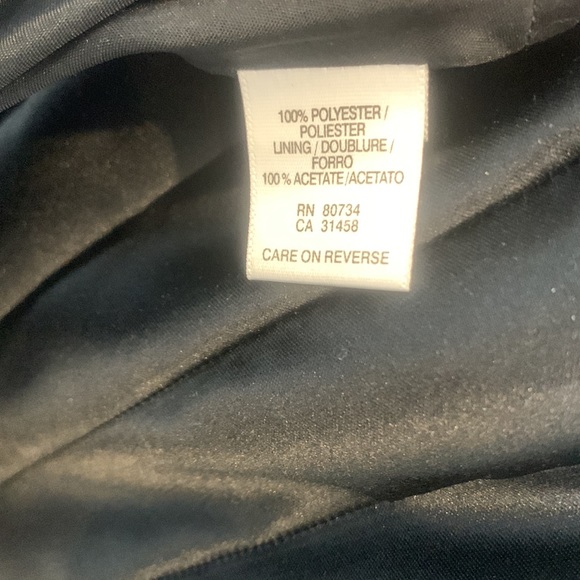 100% POLYESTER /
POLIESTER
LINING / DOUBLURE /
FORRO
100% ACETATE/ACETATO
RN 80734
CA 31458
CARE ON REVERSE